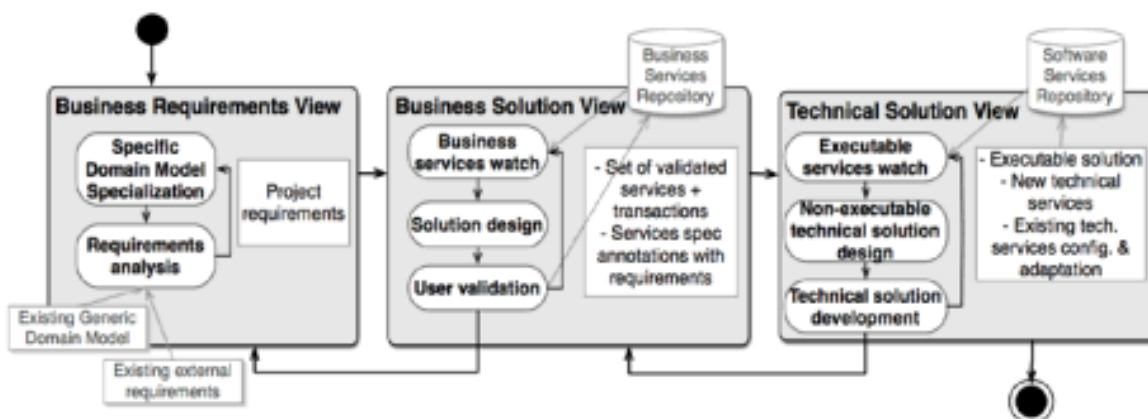 Business Requirements View
Specific
Domain Model
Specialization
Requirements
analysis
Project
requirements
Existing Generic
Domain Model
Existing external
requirements
Business
Services
Repository
Business Solution View
Business
services watch
Solution design
User validation
- Set of validated
services +
transactions
- Services spec
annotations with
requirements
Software
Services
Repository
Technical Solution View
Executable
services watch
Non-executable
technical solution
design
Technical solution
development
- Executable solution
- New technical
services
- Existing tech.
services config. &
adaptation